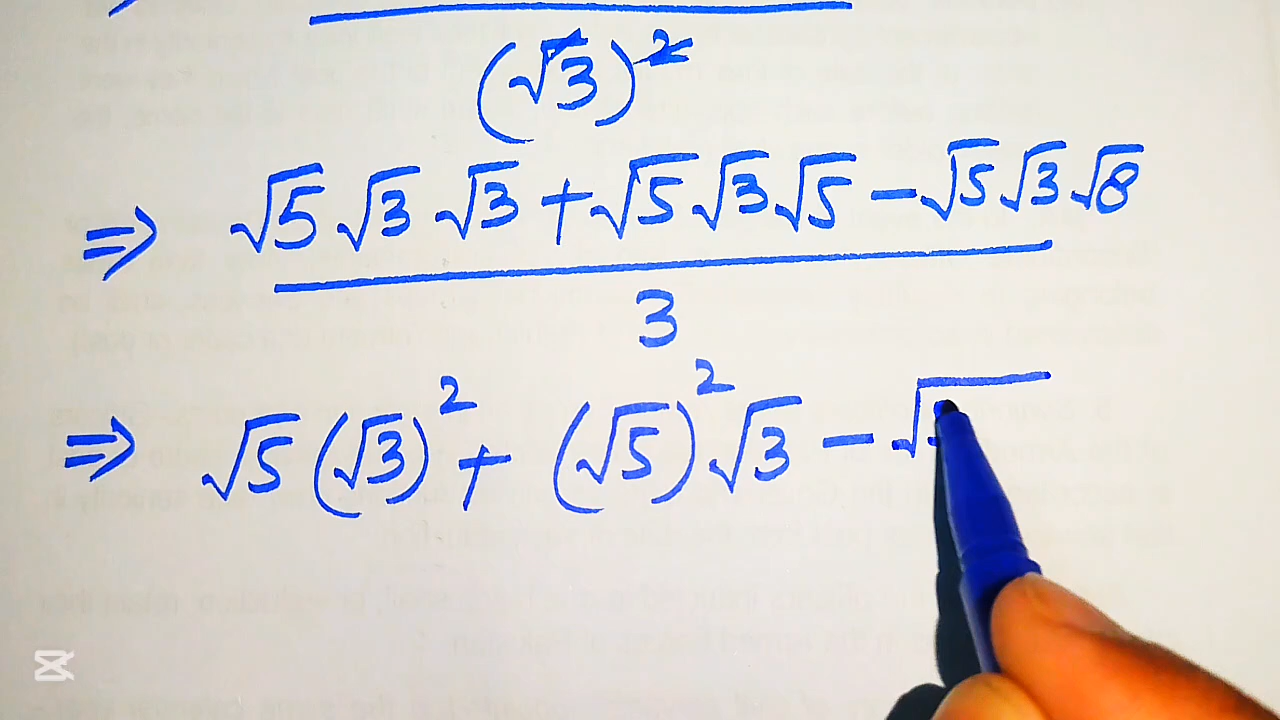 (√3)²
⇒ √5 √3 √3 + √5 √3 √5 − √5 √3 √8
3
⇒ √5 (√3)² + (√5)² √3 − √